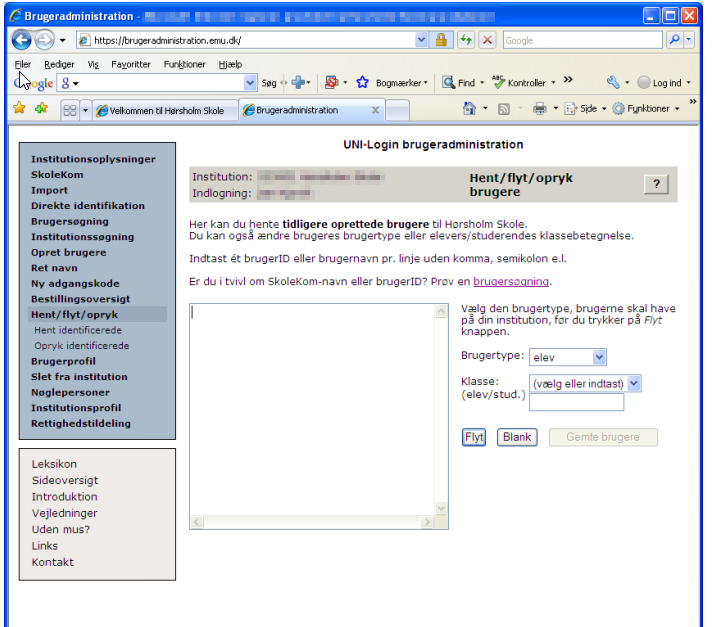 Brugeradministration -
https://brugeradministration.emu.dk/
Google
Filer Rediger Vis Favoritter Funktioner Hjælp
Google Søg Bogmærker Find Kontroller Log ind
Velkommen til Hørsholm Skole Brugeradministration Side Funktioner
UNI-Login brugeradministration
Institutionsoplysninger
SkoleKom
Import
Direkte identifikation
Brugersøgning
Institutionssøgning
Opret brugere
Ret navn
Ny adgangskode
Bestillingsoversigt
Hent/flyt/opryk
Hent identificerede
Opryk identificerede
Brugerprofil
Slet fra institution
Nøglepersoner
Institutionsprofil
Rettighedstildeling
Leksikon
Sideoversigt
Introduktion
Vejledninger
Uden mus?
Links
Kontakt
Institution:
Indlogning:
Hent/flyt/opryk
brugere
?
Her kan du hente tidligere oprettede brugere til Hørsholm Skole.
Du kan også ændre brugeres brugertype eller elevers/studerendes klassebetegnelse.
Indtast ét brugerID eller brugernavn pr. linje uden komma, semikolon e.l.
Er du i tvivl om SkoleKom-navn eller brugerID? Prøv en brugersøgning.
Vælg den brugertype, brugerne skal have
på din institution, før du trykker på Flyt
knappen.
Brugertype: elev
Klasse: (vælg eller indtast)
(elev/stud.)
Flyt Blank Gemte brugere